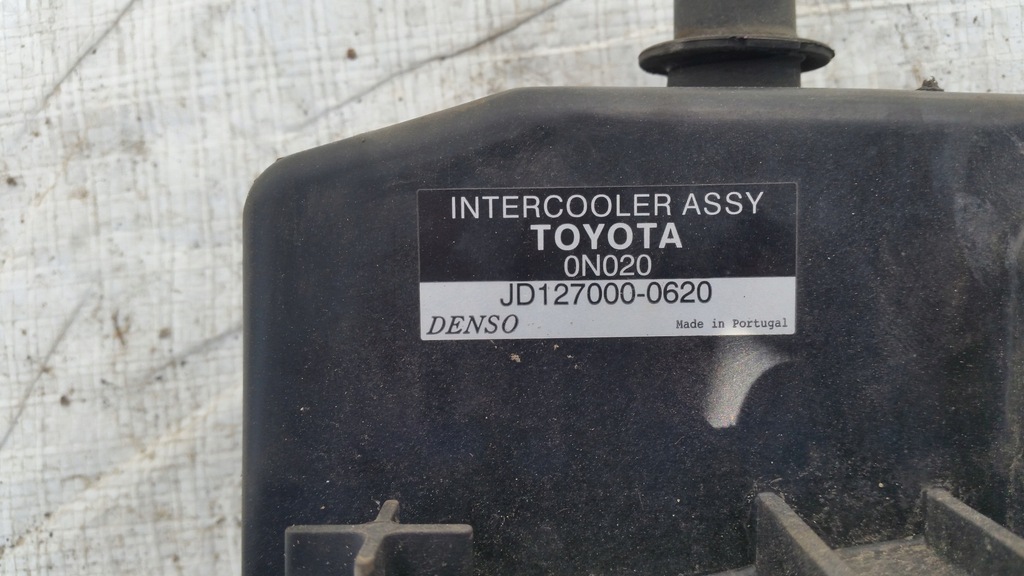 INTERCOOLER ASSY
TOYOTA
0N020
JD127000-0620
DENSO Made in Portugal